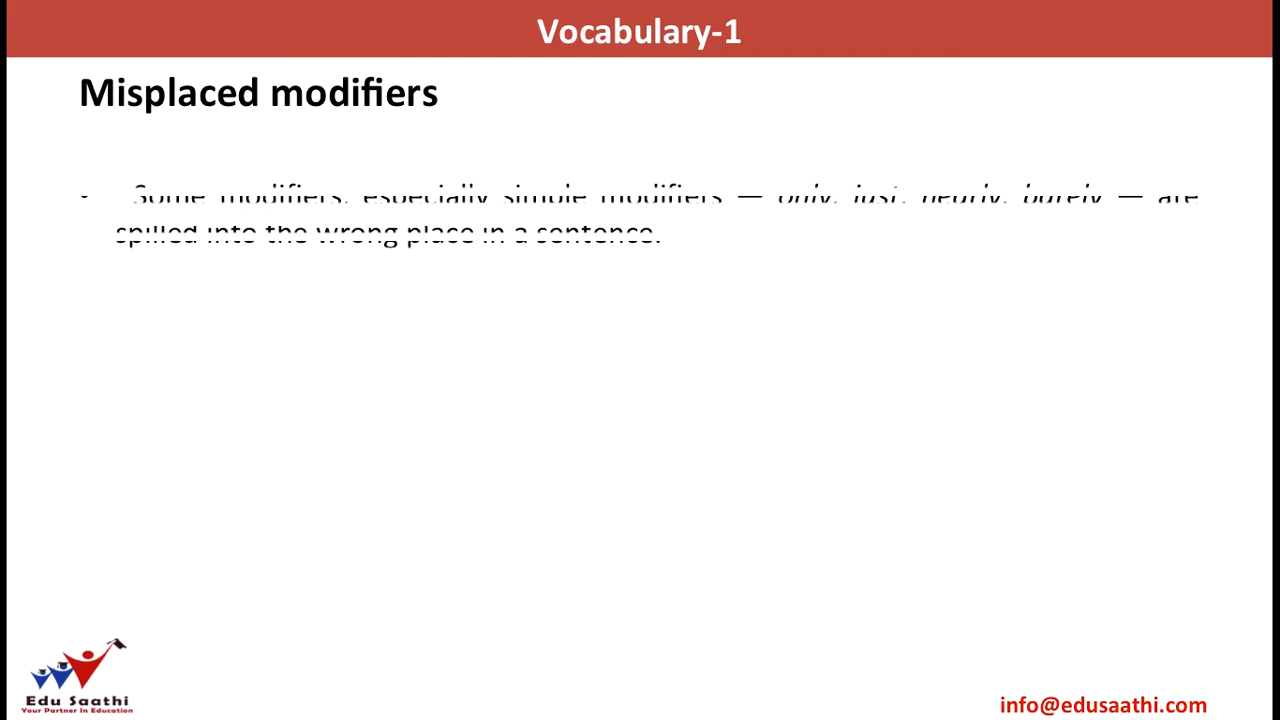 Vocabulary-1
Misplaced modifiers
• Some modifiers, especially simple modifiers — only, just, nearly, barely — are
spilled into the wrong place in a sentence.
Edu Saathi
Your Partner In Education
info@edusaathi.com